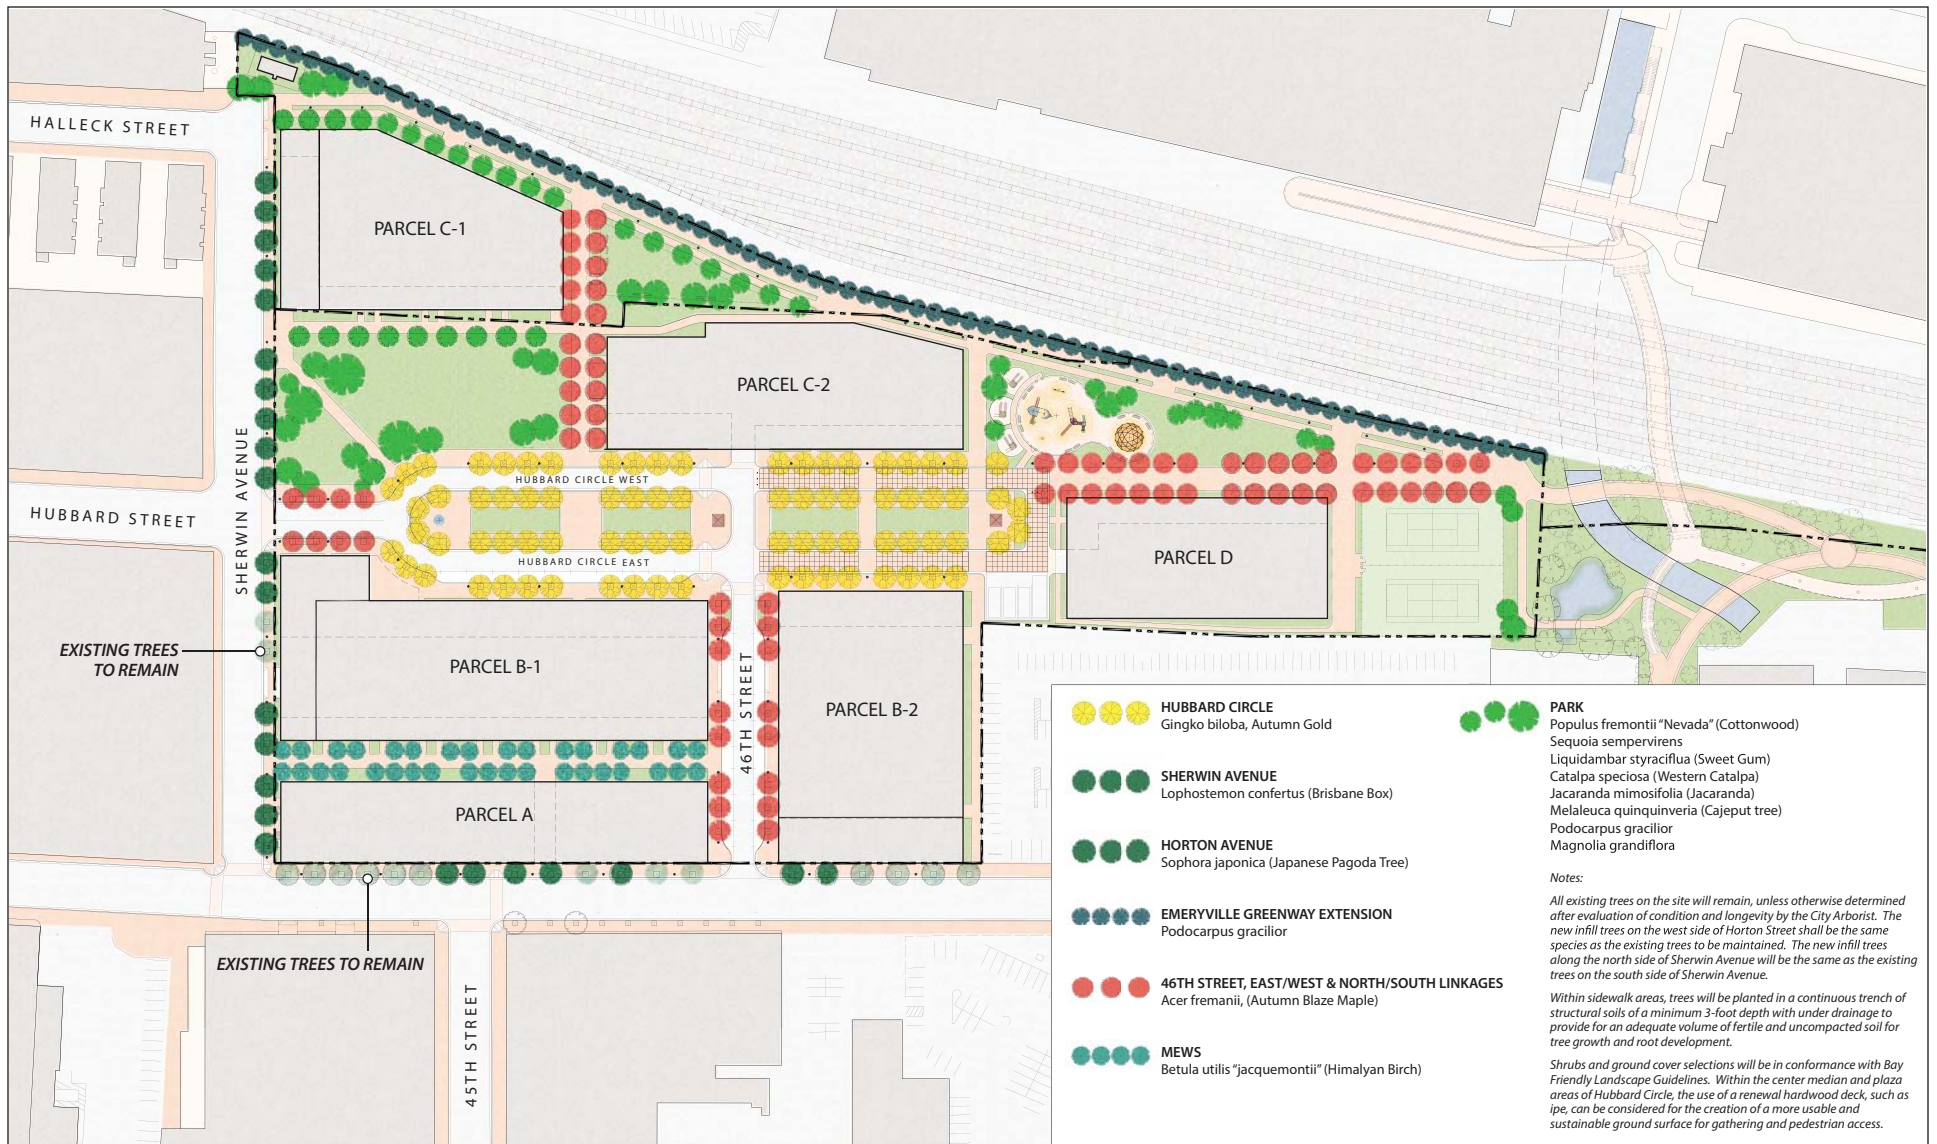 HALLECK STREET
PARCEL C-1
PARCEL C-2
SHERWIN AVENUE
HUBBARD CIRCLE WEST
HUBBARD STREET
HUBBARD CIRCLE EAST
PARCEL D
EXISTING TREES
TO REMAIN
PARCEL B-1
46TH STREET
PARCEL B-2
PARCEL A
EXISTING TREES TO REMAIN
45TH STREET
HUBBARD CIRCLE
Gingko biloba, Autumn Gold
SHERWIN AVENUE
Lophostemon confertus (Brisbane Box)
HORTON AVENUE
Sophora japonica (Japanese Pagoda Tree)
EMERYVILLE GREENWAY EXTENSION
Podocarpus gracilior
46TH STREET, EAST/WEST & NORTH/SOUTH LINKAGES
Acer fremanii, (Autumn Blaze Maple)
MEWS
Betula utilis “jacquemontii” (Himalyan Birch)
PARK
Populus fremontii “Nevada” (Cottonwood)
Sequoia sempervirens
Liquidambar styraciflua (Sweet Gum)
Catalpa speciosa (Western Catalpa)
Jacaranda mimosifolia (Jacaranda)
Melaleuca quinquinveria (Cajeput tree)
Podocarpus gracilior
Magnolia grandiflora
Notes:
All existing trees on the site will remain, unless otherwise determined
after evaluation of condition and longevity by the City Arborist. The
new infill trees on the west side of Horton Street shall be the same
species as the existing trees to be maintained. The new infill trees
along the north side of Sherwin Avenue will be the same as the existing
trees on the south side of Sherwin Avenue.
Within sidewalk areas, trees will be planted in a continuous trench of
structural soils of a minimum 3-foot depth with under drainage to
provide for an adequate volume of fertile and uncompacted soil for
tree growth and root development.
Shrubs and ground cover selections will be in conformance with Bay
Friendly Landscape Guidelines. Within the center median and plaza
areas of Hubbard Circle, the use of a renewal hardwood deck, such as
ipe, can be considered for the creation of a more usable and
sustainable ground surface for gathering and pedestrian access.